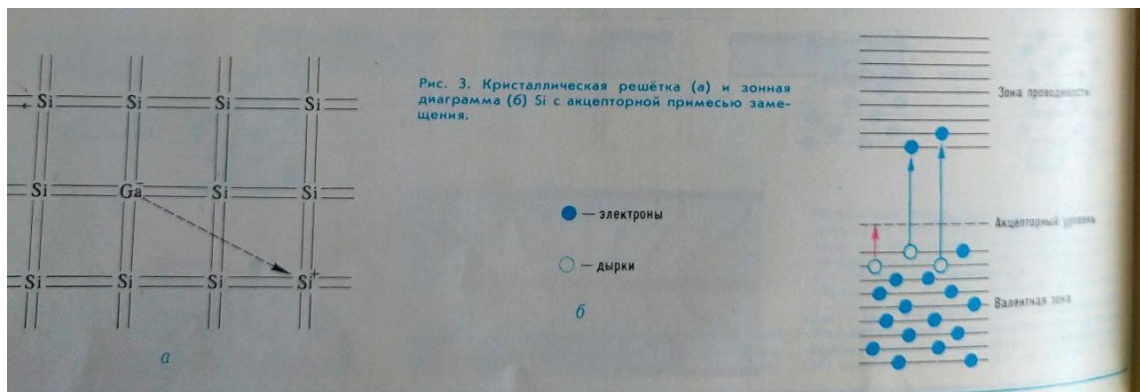 Si Si Si Si
Рис. 3. Кристаллическая решётка (а) и зонная
диаграмма (б) Si с акцепторной примесью заме-
щения.
Зона проводимости
Si Ga⁻ Si Si
— электроны
Акцепторный уровень
— дырки
Si Si Si Si⁺
Валентная зона
а
б